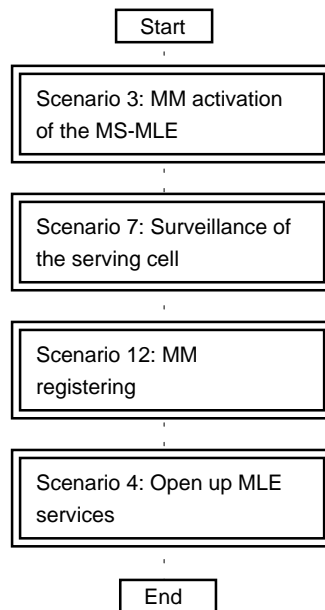 Start
Scenario 3: MM activation
of the MS-MLE
Scenario 7: Surveillance of
the serving cell
Scenario 12: MM
registering
Scenario 4: Open up MLE
services
End